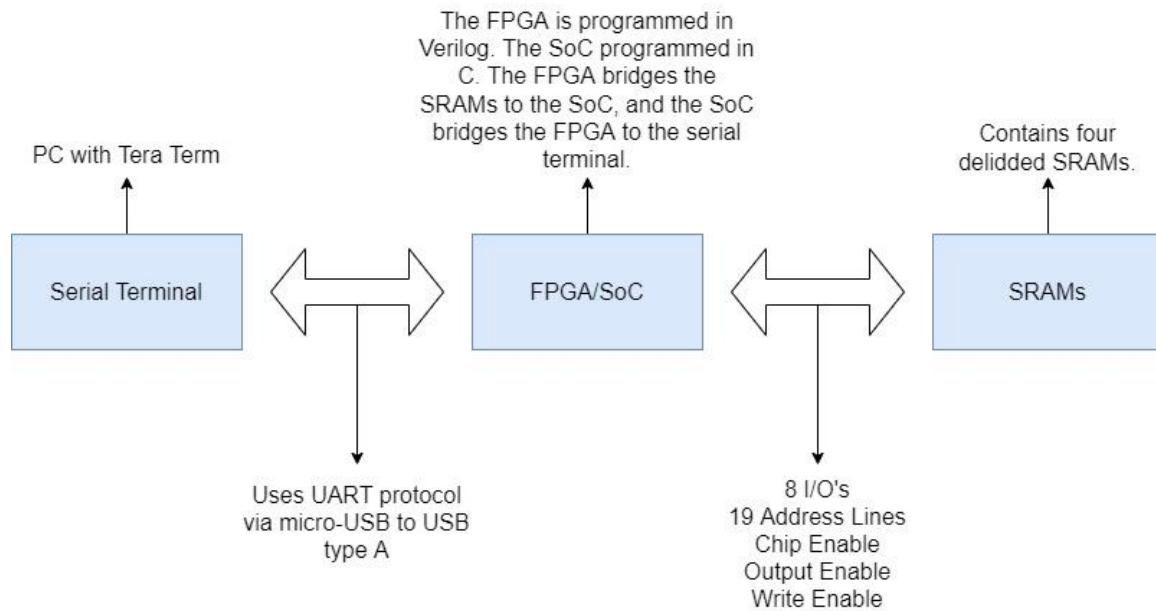 The FPGA is programmed in
Verilog. The SoC programmed in
C. The FPGA bridges the
SRAMs to the SoC, and the SoC
bridges the FPGA to the serial
terminal.
PC with Tera Term
Contains four
delidded SRAMs.
Serial Terminal
FPGA/SoC
SRAMs
Uses UART protocol
via micro-USB to USB
type A
8 I/O's
19 Address Lines
Chip Enable
Output Enable
Write Enable